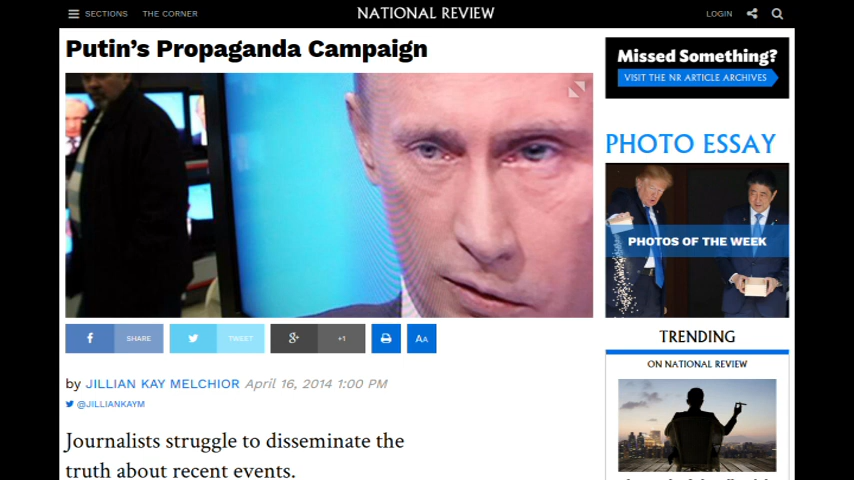 SECTIONS
THE CORNER
NATIONAL REVIEW
LOGIN
Putin's Propaganda Campaign
SHARE
TWEET
+1
AA
by JILLIAN KAY MELCHIOR April 16, 2014 1:00 PM
@JILLIANKAYM
Journalists struggle to disseminate the
truth about recent events.
Missed Something?
VISIT THE NR ARTICLE ARCHIVES
PHOTO ESSAY
PHOTOS OF THE WEEK
TRENDING
ON NATIONAL REVIEW